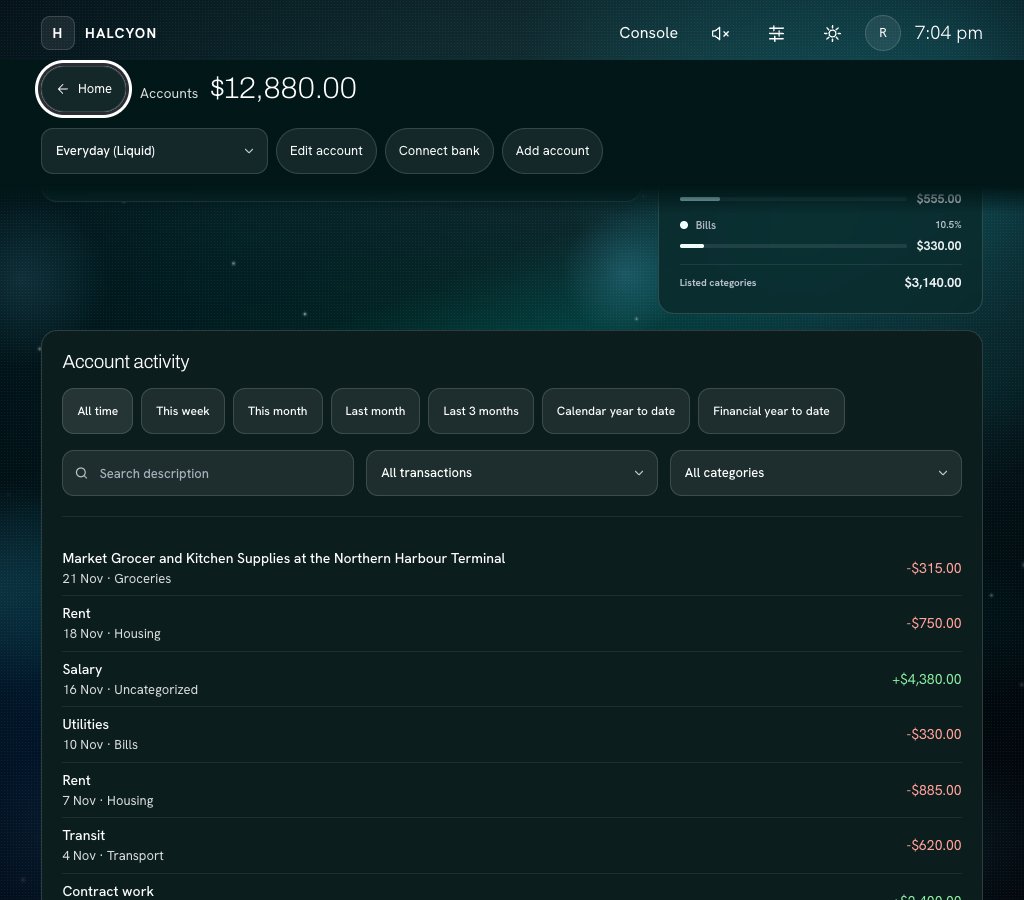 H HALCYON Console R 7:04 pm
← Home Accounts $12,880.00
Everyday (Liquid) Edit account Connect bank Add account
$555.00
Bills 10.5%
$330.00
Listed categories $3,140.00
Account activity
All time This week This month Last month Last 3 months Calendar year to date Financial year to date
Search description All transactions All categories
Market Grocer and Kitchen Supplies at the Northern Harbour Terminal
21 Nov · Groceries -$315.00
Rent
18 Nov · Housing -$750.00
Salary
16 Nov · Uncategorized +$4,380.00
Utilities
10 Nov · Bills -$330.00
Rent
7 Nov · Housing -$885.00
Transit
4 Nov · Transport -$620.00
Contract work